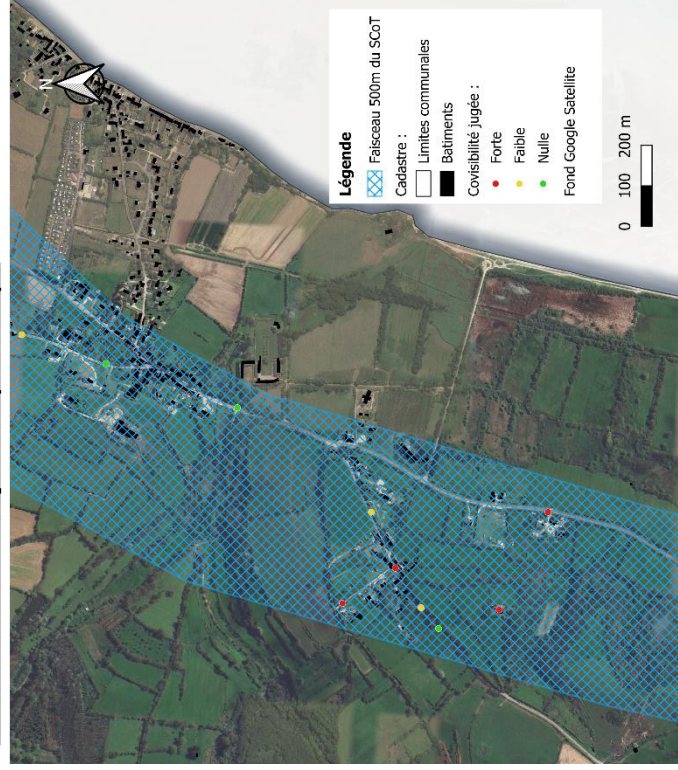 N
Légende
Faisceau 500m du SCoT
Cadastre :
Limites communales
Batiments
Covisibilité jugée :
Forte
Faible
Nulle
Fond Google Satellite
0 100 200 m